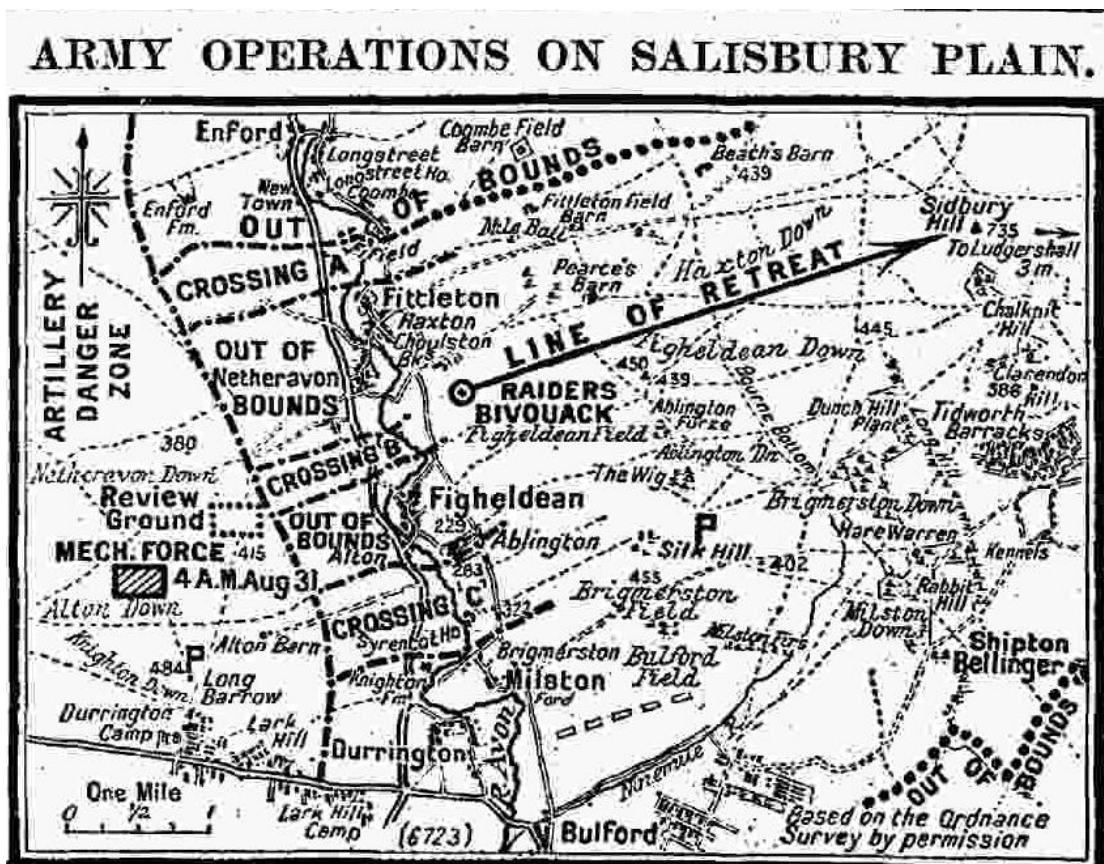 ARMY OPERATIONS ON SALISBURY PLAIN.
Enford
Coombe Field
Barn
Longstreet
Longstreet Ho.
Coombe
New
Town
Enford
Fm.
OUT OF BOUNDS
Beach's Barn
439
Fittleton Field
Barn
Field
Haxton Down
Sidbury
Hill
735
To Ludgershall
3 m.
ARTILLERY
DANGER
ZONE
CROSSING A
Pearce's
Barn
Fittleton
Haxton
Choulston
LINE OF RETREAT
Chalkpit
Hill
445
OUT OF
Netheravon
BOUNDS
Figheldean Down
450
439
RAIDERS
BIVOUACK
Clarendon
Hill
Bourne Bottom
Dunch Hill
Plant
Long Hill
Tidworth
Barracks
Ablington
Furze
Figheldean Field
Ablington Dn
380
Netheravon Down
CROSSING B
The Wig
Review
Ground
Figheldean
Brigmerston Down
MECH. FORCE
415
4 A.M. Aug 31
OUT OF
BOUNDS
Alton
229
Ablington
283
P
Silk Hill
402
Hare Warren
Kennels
Alton Down
455
Brigmerston
Field
Rabbit
Hill
CROSSING C
322
Milston
Down
Syrencot Ho
Milston Firs
Knighton Down
484
P
Long
Barrow
Alton Barn
Brigmerston
Bulford
Field
Shipton
Bellinger
Knighton
Fm.
Milston
Ford
Durrington
Camp
Lark
Hill
Durrington
R. Avon
OUT OF BOUNDS
Ninemile
One Mile
0 ½ 1
Lark Hill
Camp
(6723)
Bulford
Based on the Ordnance
Survey by permission